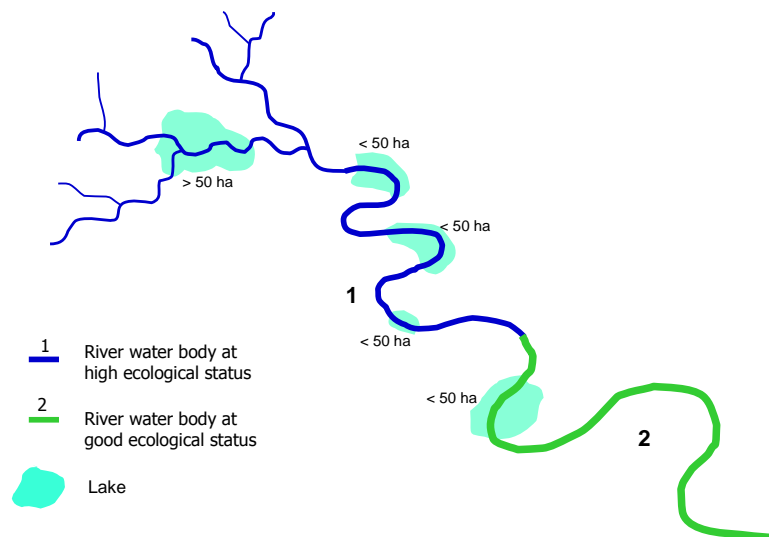 < 50 ha
> 50 ha
< 50 ha
1
< 50 ha
< 50 ha
2
1
River water body at
high ecological status
2
River water body at
good ecological status
Lake